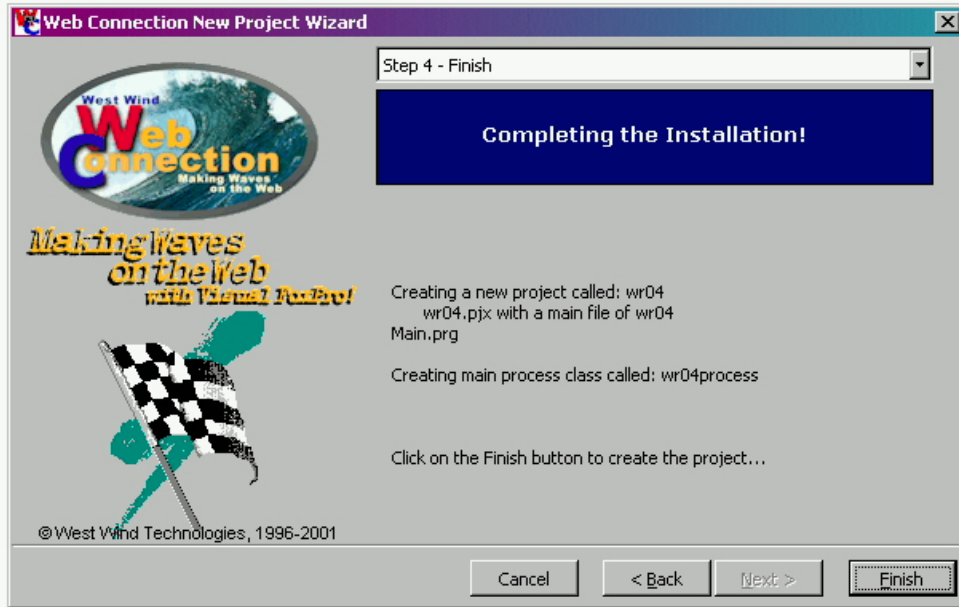 Web Connection New Project Wizard
Step 4 - Finish
Completing the Installation!
West Wind
Web
Connection
Making Waves
on the Web
Making Waves
on the Web
with Visual FoxPro!
Creating a new project called: wr04
wr04.pjx with a main file of wr04
Main.prg
Creating main process class called: wr04process
Click on the Finish button to create the project...
©West Wind Technologies, 1996-2001
Cancel
< Back
Next >
Finish